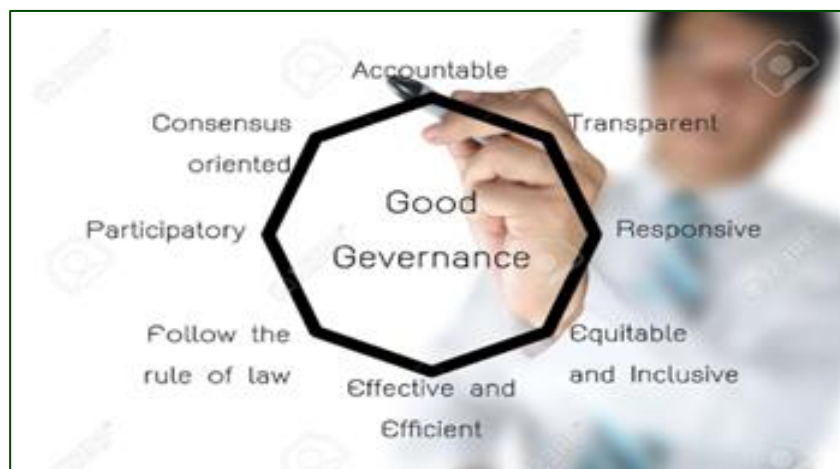 Accountable
Transparent
Responsive
Equitable
and Inclusive
Effective and
Efficient
Follow the
rule of law
Participatory
Consensus
oriented
Good
Gevernance